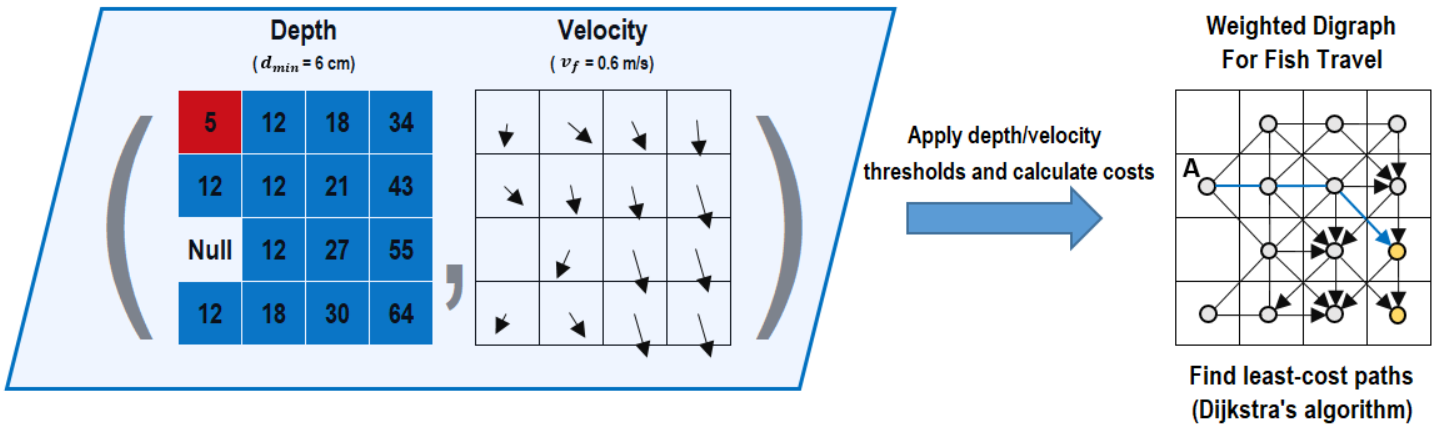 Depth
( d_min = 6 cm)
5 12 18 34
12 12 21 43
Null 12 27 55
12 18 30 64
,
Velocity
( v_f = 0.6 m/s)
Apply depth/velocity
thresholds and calculate costs
Weighted Digraph
For Fish Travel
A
Find least-cost paths
(Dijkstra's algorithm)